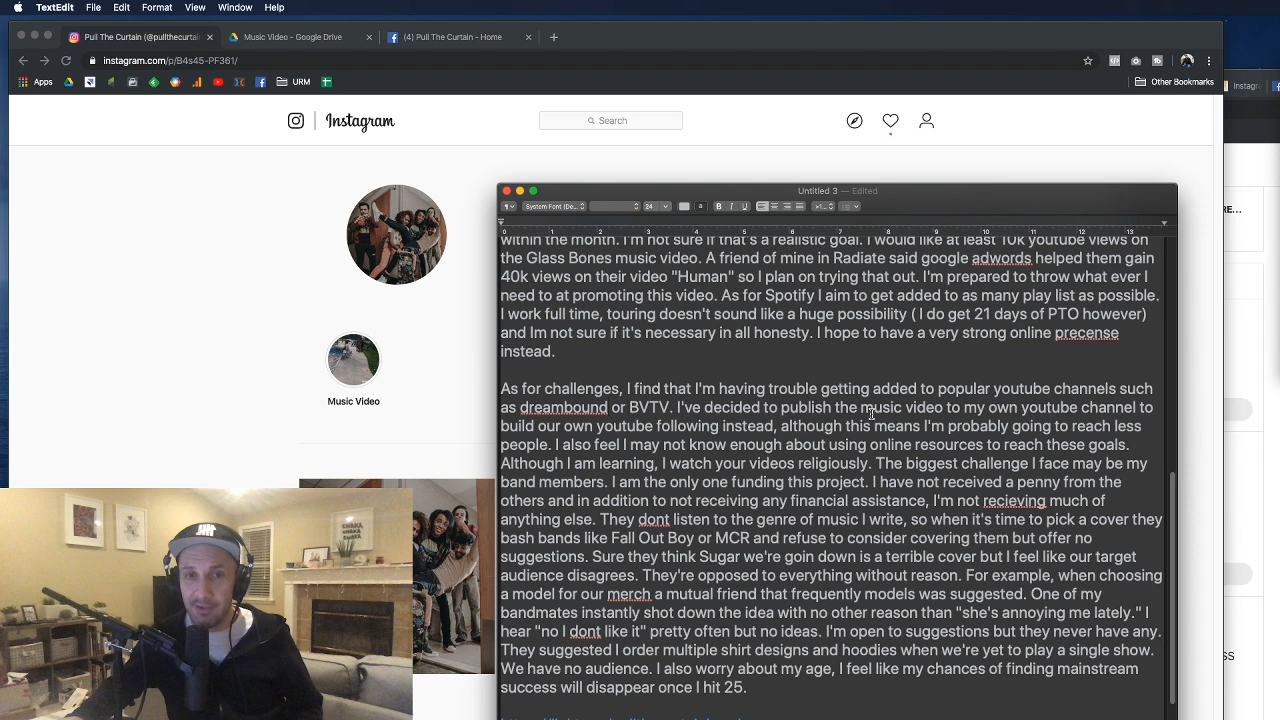 TextEdit File Edit Format View Window Help
Pull The Curtain (@pullthecurtain
Music Video - Google Drive
(4) Pull The Curtain - Home
instagram.com/p/B4s45-PF361/
Apps
URM
Other Bookmarks
Instagram
Search
Music Video
Untitled 3 — Edited
System Font (De...
24
B I U
0 1 2 3 4 5 6 7 8 9 10 11 12 13
within the month. I'm not sure if that's a realistic goal. I would like at least 10k youtube views on
the Glass Bones music video. A friend of mine in Radiate said google adwords helped them gain
40k views on their video "Human" so I plan on trying that out. I'm prepared to throw what ever I
need to at promoting this video. As for Spotify I aim to get added to as many play list as possible.
I work full time, touring doesn't sound like a huge possibility ( I do get 21 days of PTO however)
and Im not sure if it's necessary in all honesty. I hope to have a very strong online precense
instead.
As for challenges, I find that I'm having trouble getting added to popular youtube channels such
as dreambound or BVTV. I've decided to publish the music video to my own youtube channel to
build our own youtube following instead, although this means I'm probably going to reach less
people. I also feel I may not know enough about using online resources to reach these goals.
Although I am learning, I watch your videos religiously. The biggest challenge I face may be my
band members. I am the only one funding this project. I have not received a penny from the
others and in addition to not receiving any financial assistance, I'm not recieving much of
anything else. They dont listen to the genre of music I write, so when it's time to pick a cover they
bash bands like Fall Out Boy or MCR and refuse to consider covering them but offer no
suggestions. Sure they think Sugar we're goin down is a terrible cover but I feel like our target
audience disagrees. They're opposed to everything without reason. For example, when choosing
a model for our merch a mutual friend that frequently models was suggested. One of my
bandmates instantly shot down the idea with no other reason than "she's annoying me lately." I
hear "no I dont like it" pretty often but no ideas. I'm open to suggestions but they never have any.
They suggested I order multiple shirt designs and hoodies when we're yet to play a single show.
We have no audience. I also worry about my age, I feel like my chances of finding mainstream
success will disappear once I hit 25.